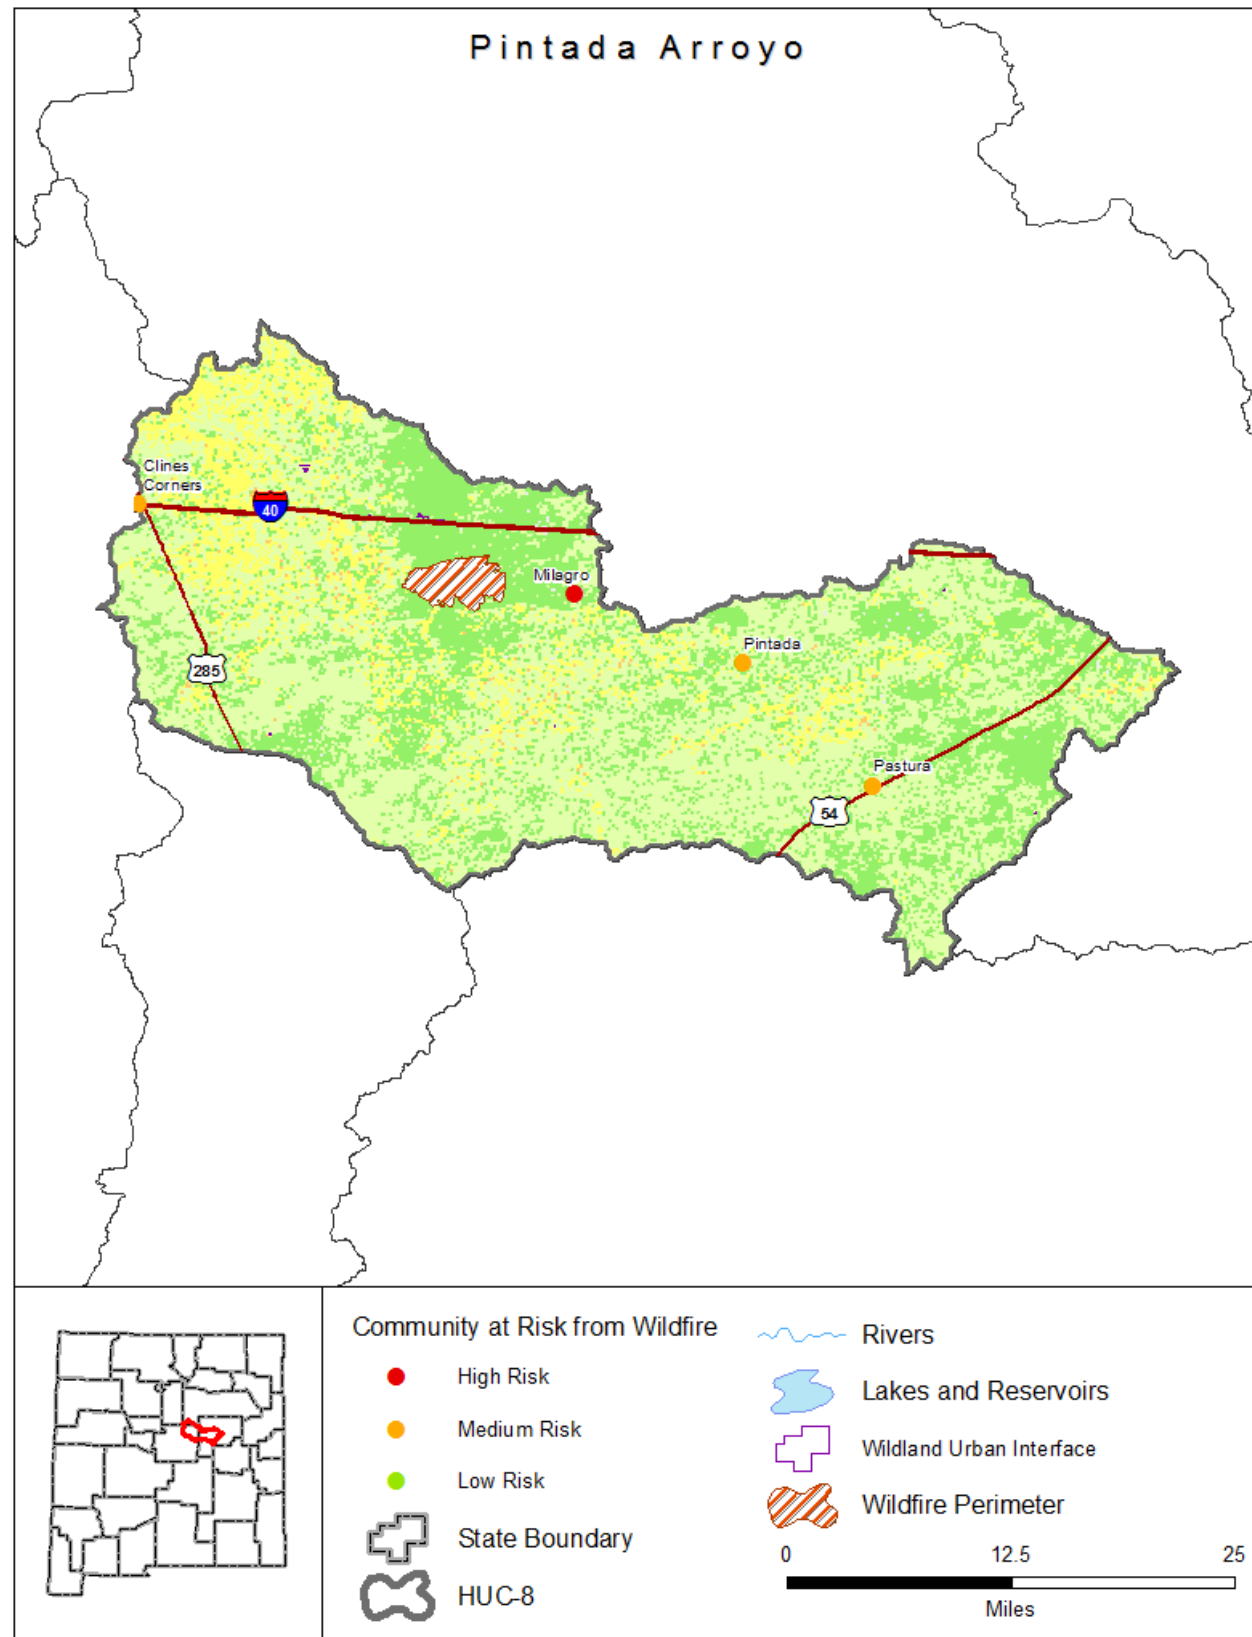 Pintada Arroyo
Clines
Corners
40
Milagro
285
Pintada
Pastura
54
Community at Risk from Wildfire
High Risk
Medium Risk
Low Risk
State Boundary
HUC-8
Rivers
Lakes and Reservoirs
Wildland Urban Interface
Wildfire Perimeter
0 12.5 25
Miles